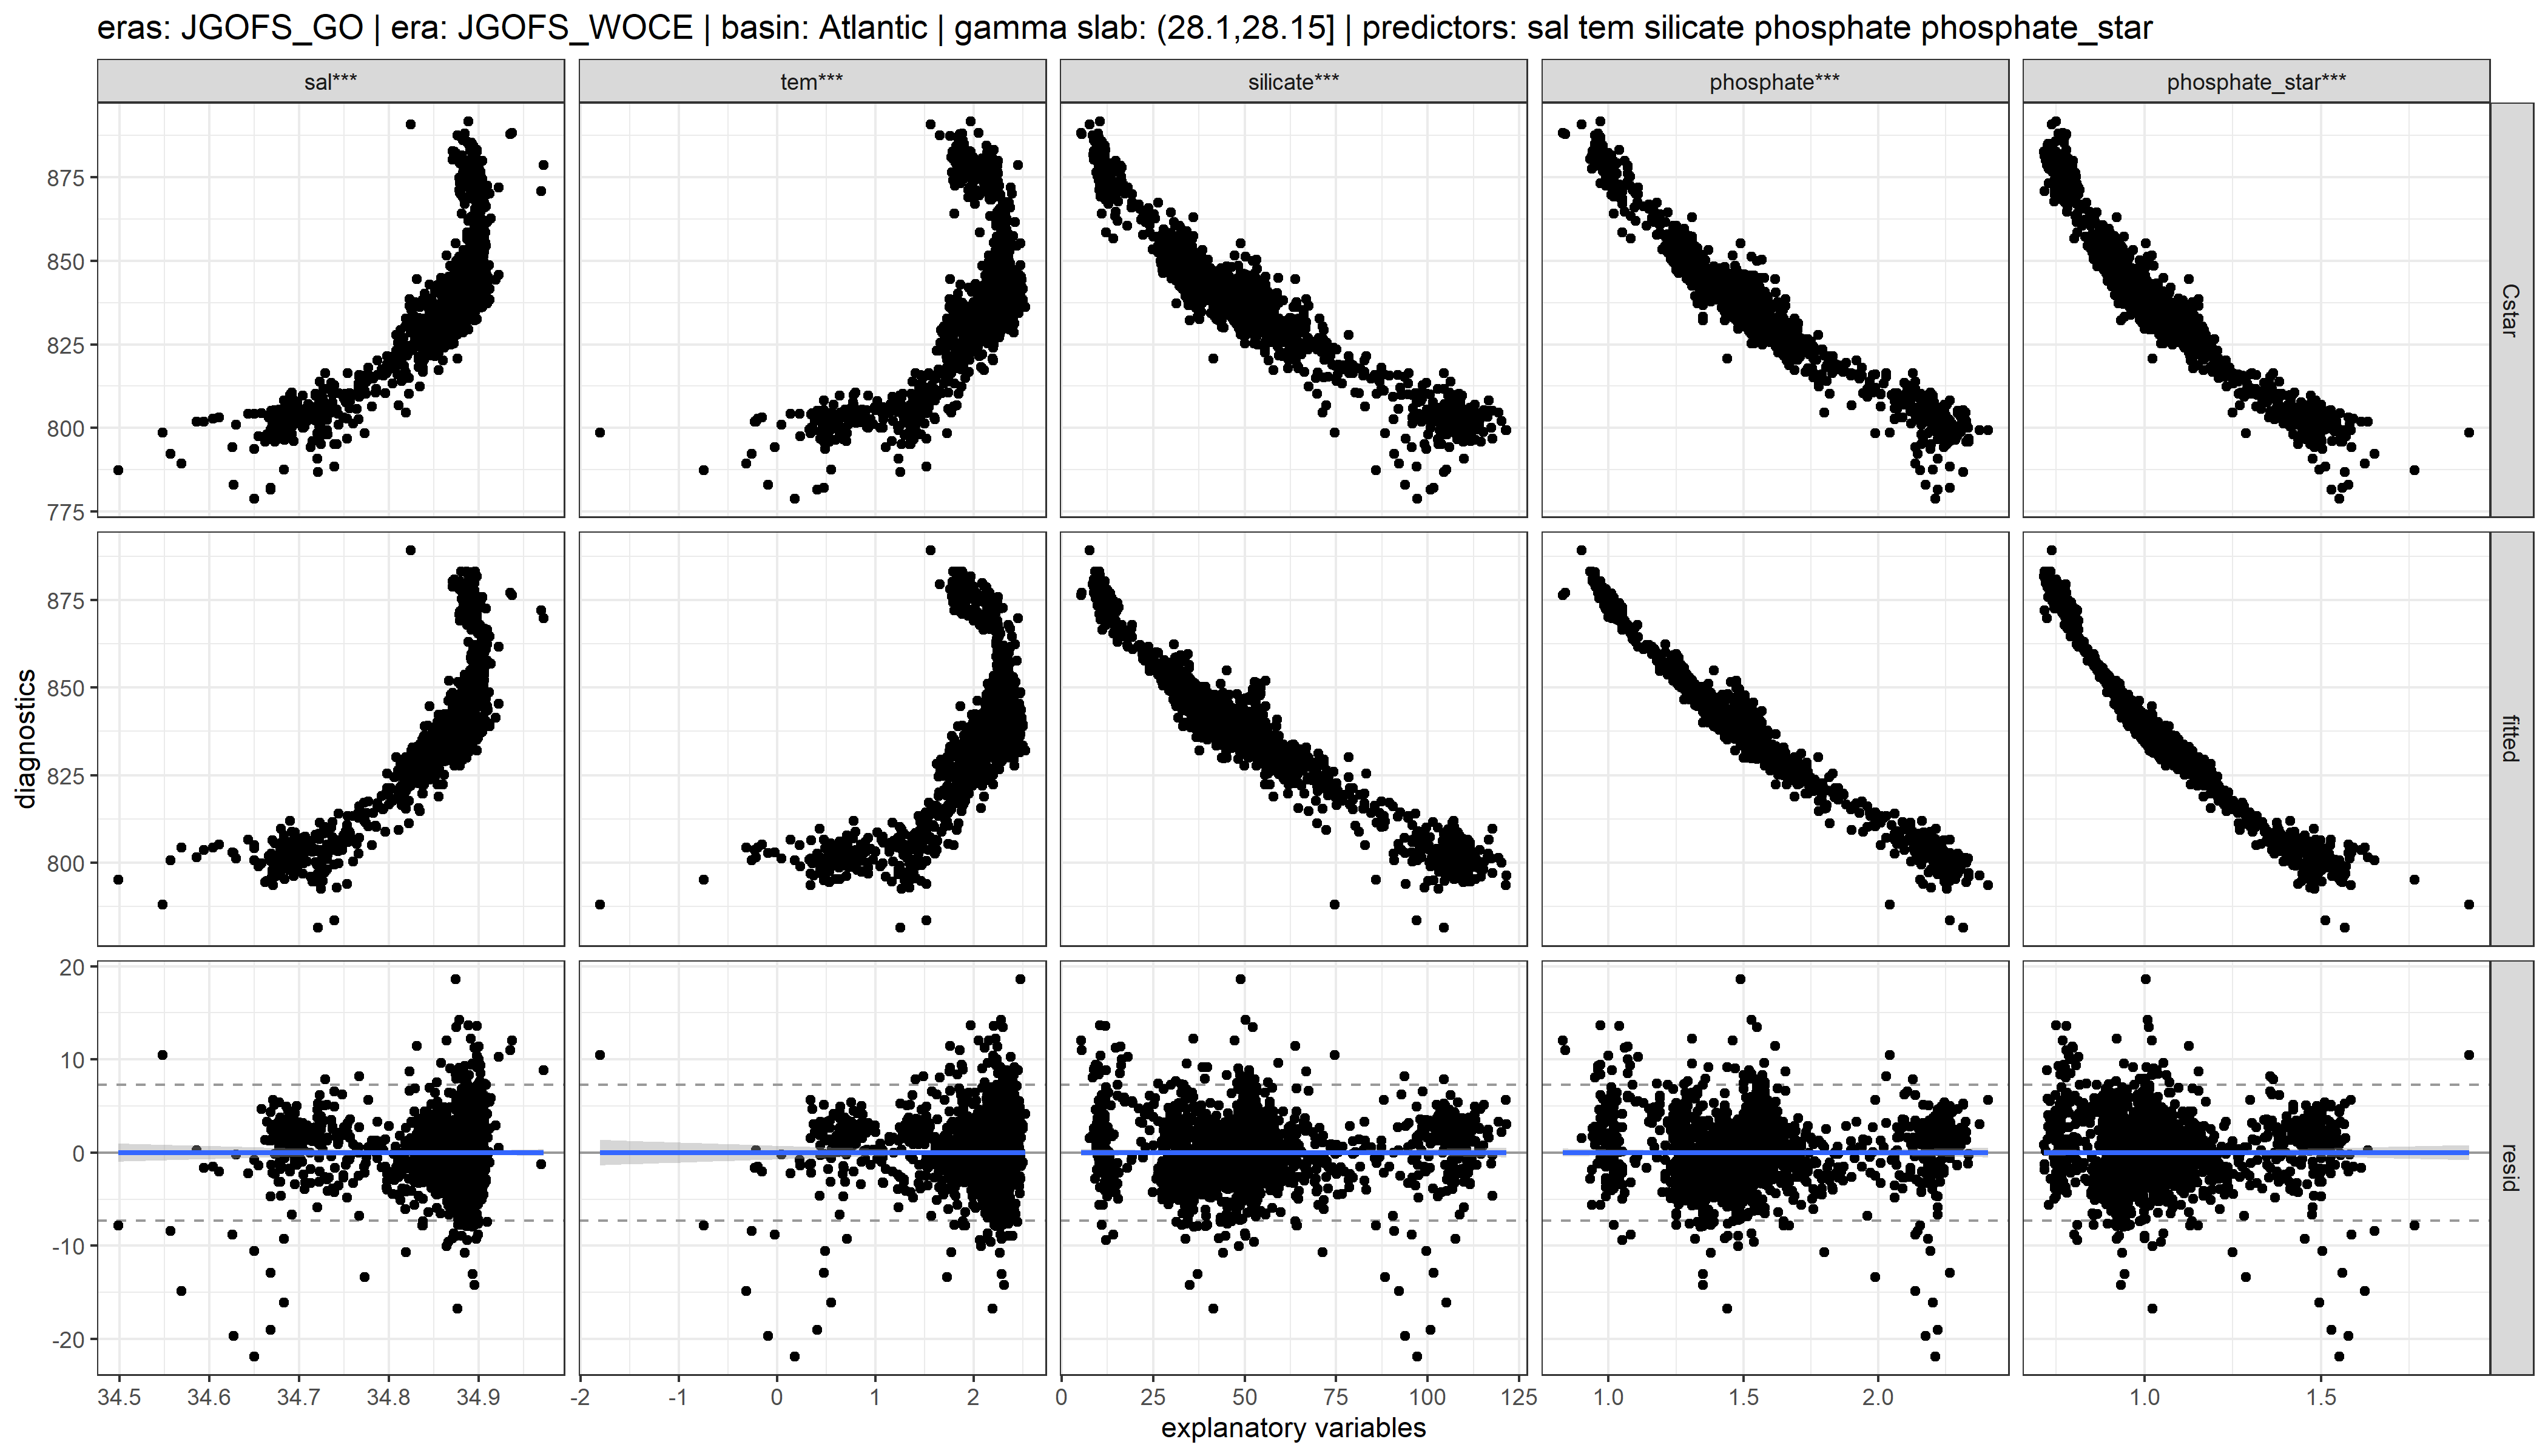 eras: JGOFS_GO | era: JGOFS_WOCE | basin: Atlantic | gamma slab: (28.1,28.15] | predictors: sal tem silicate phosphate phosphate_star
sal*** tem*** silicate*** phosphate*** phosphate_star***
875
850
825
800
775
Cstar
875
850
825
800
fitted
diagnostics
20
10
0
-10
-20
resid
34.5 34.6 34.7 34.8 34.9 -2 -1 0 1 2 0 25 50 75 100 125 1.0 1.5 2.0 1.0 1.5
explanatory variables